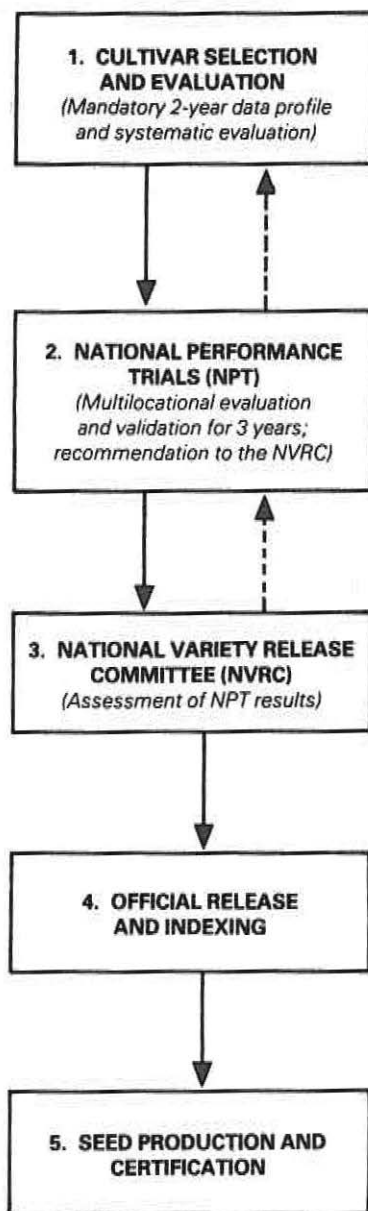 1. CULTIVAR SELECTION
AND EVALUATION
(Mandatory 2-year data profile
and systematic evaluation)
2. NATIONAL PERFORMANCE
TRIALS (NPT)
(Multilocational evaluation
and validation for 3 years;
recommendation to the NVRC)
3. NATIONAL VARIETY RELEASE
COMMITTEE (NVRC)
(Assessment of NPT results)
4. OFFICIAL RELEASE
AND INDEXING
5. SEED PRODUCTION AND
CERTIFICATION